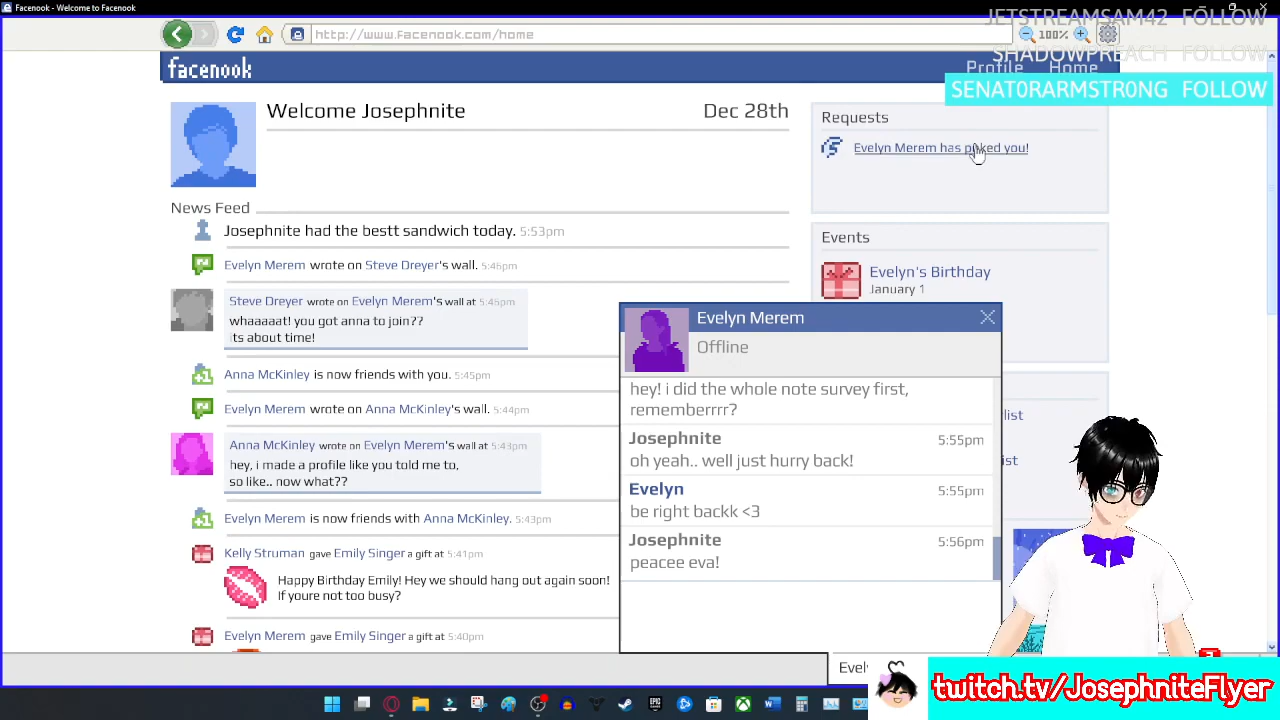 Facenook - Welcome to Facenook
http://www.facenook.com/home
100%
JETSTREAMSAM42 FOLLOW
SHADOWPREACH FOLLOW
SENAT0RARMSTR0NG FOLLOW
facenook
Profile
Home
Welcome Josephnite
Dec 28th
News Feed
Josephnite had the bestt sandwich today. 5:53pm
Evelyn Merem wrote on Steve Dreyer's wall. 5:46pm
Steve Dreyer wrote on Evelyn Merem's wall at 5:45pm
whaaaat! you got anna to join??
its about time!
Anna McKinley is now friends with you. 5:45pm
Evelyn Merem wrote on Anna McKinley's wall. 5:44pm
Anna McKinley wrote on Evelyn Merem's wall at 5:43pm
hey, i made a profile like you told me to,
so like.. now what??
Evelyn Merem is now friends with Anna McKinley. 5:43pm
Kelly Struman gave Emily Singer a gift at 5:41pm
Happy Birthday Emily! Hey we should hang out again soon!
If youre not too busy?
Evelyn Merem gave Emily Singer a gift at 5:40pm
Requests
Evelyn Merem has poked you!
Events
Evelyn's Birthday
January 1
list
ist
Evelyn Merem
Offline
hey! i did the whole note survey first,
rememberrrr?
Josephnite 5:55pm
oh yeah.. well just hurry back!
Evelyn 5:55pm
be right backk <3
Josephnite 5:56pm
peacee eva!
Evel
twitch.tv/JosephniteFlyer